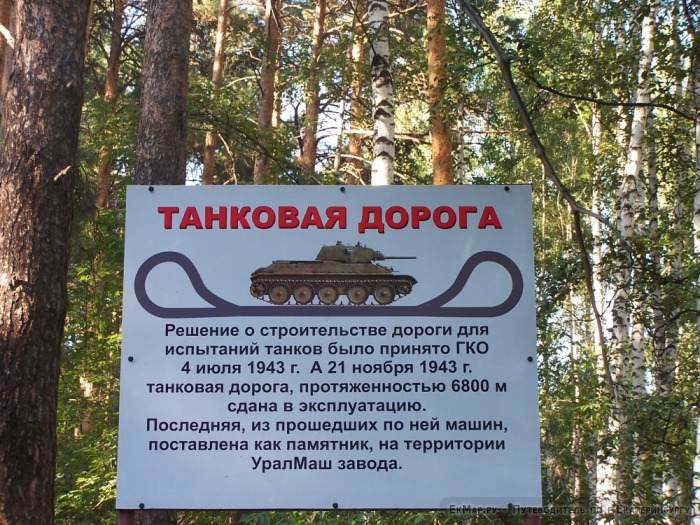 ТАНКОВАЯ ДОРОГА
Решение о строительстве дороги для
испытаний танков было принято ГКО
4 июля 1943 г. А 21 ноября 1943 г.
танковая дорога, протяженностью 6800 м
сдана в эксплуатацию.
Последняя, из прошедших по ней машин,
поставлена как памятник, на территории
УралМаш завода.
ЕкМар.ру - Путеводитель по Екатеринбургу